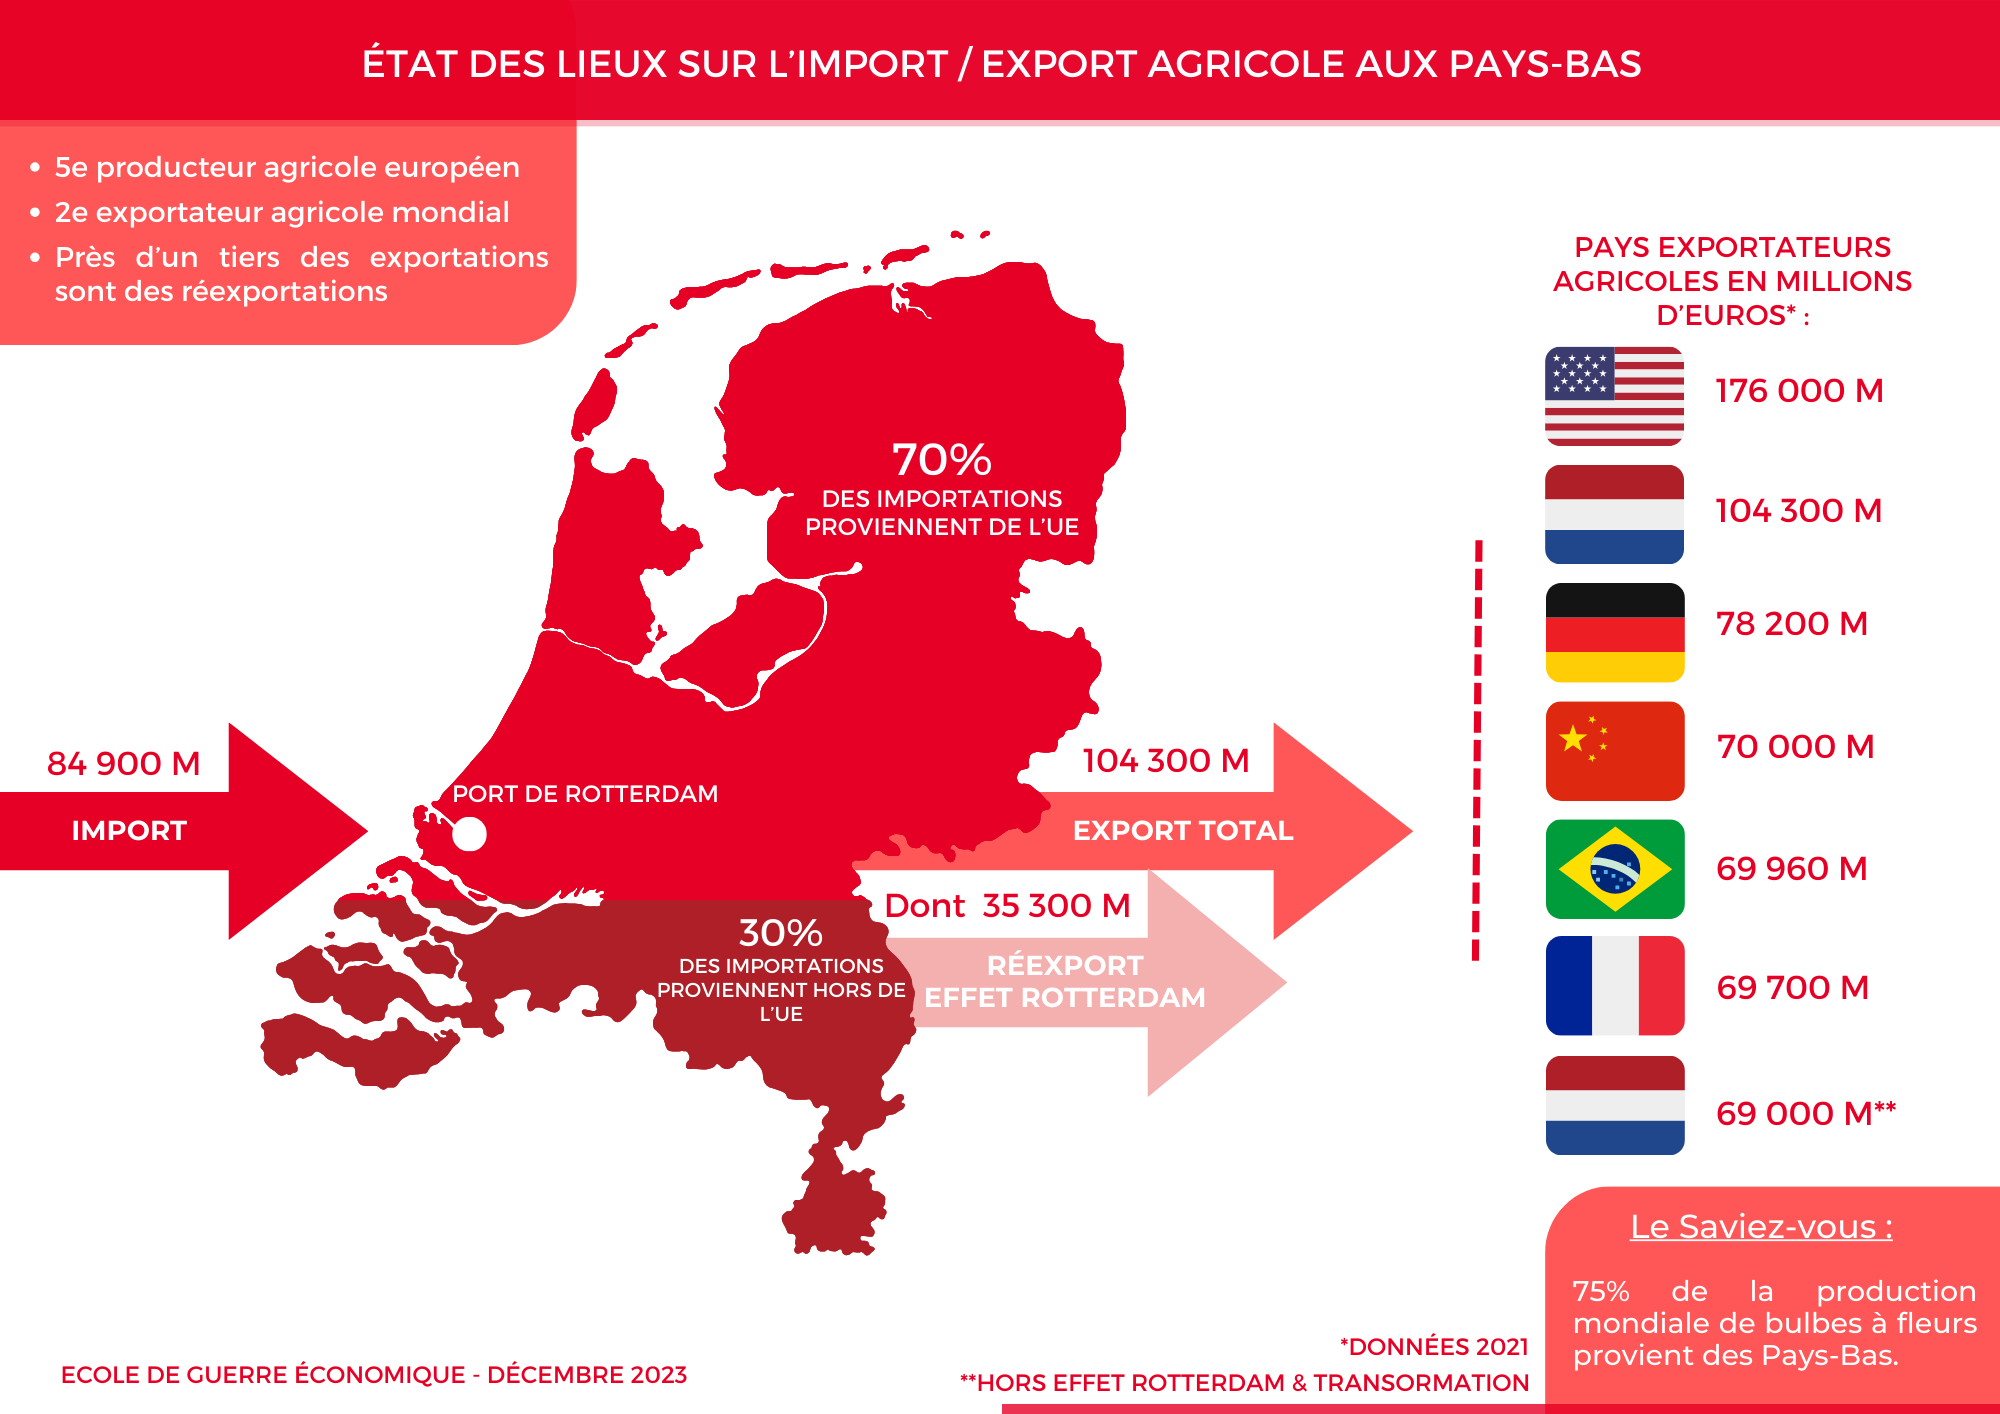 ÉTAT DES LIEUX SUR L'IMPORT / EXPORT AGRICOLE AUX PAYS-BAS
• 5e producteur agricole européen
• 2e exportateur agricole mondial
• Près d'un tiers des exportations
sont des réexportations
70%
DES IMPORTATIONS
PROVIENNENT DE L'UE
84 900 M
IMPORT
PORT DE ROTTERDAM
104 300 M
EXPORT TOTAL
Dont 35 300 M
RÉEXPORT
EFFET ROTTERDAM
30%
DES IMPORTATIONS
PROVIENNENT HORS DE
L'UE
PAYS EXPORTATEURS
AGRICOLES EN MILLIONS
D'EUROS* :
176 000 M
104 300 M
78 200 M
70 000 M
69 960 M
69 700 M
69 000 M**
Le Saviez-vous :
75% de la production
mondiale de bulbes à fleurs
provient des Pays-Bas.
*DONNÉES 2021
**HORS EFFET ROTTERDAM & TRANSORMATION
ECOLE DE GUERRE ÉCONOMIQUE - DÉCEMBRE 2023